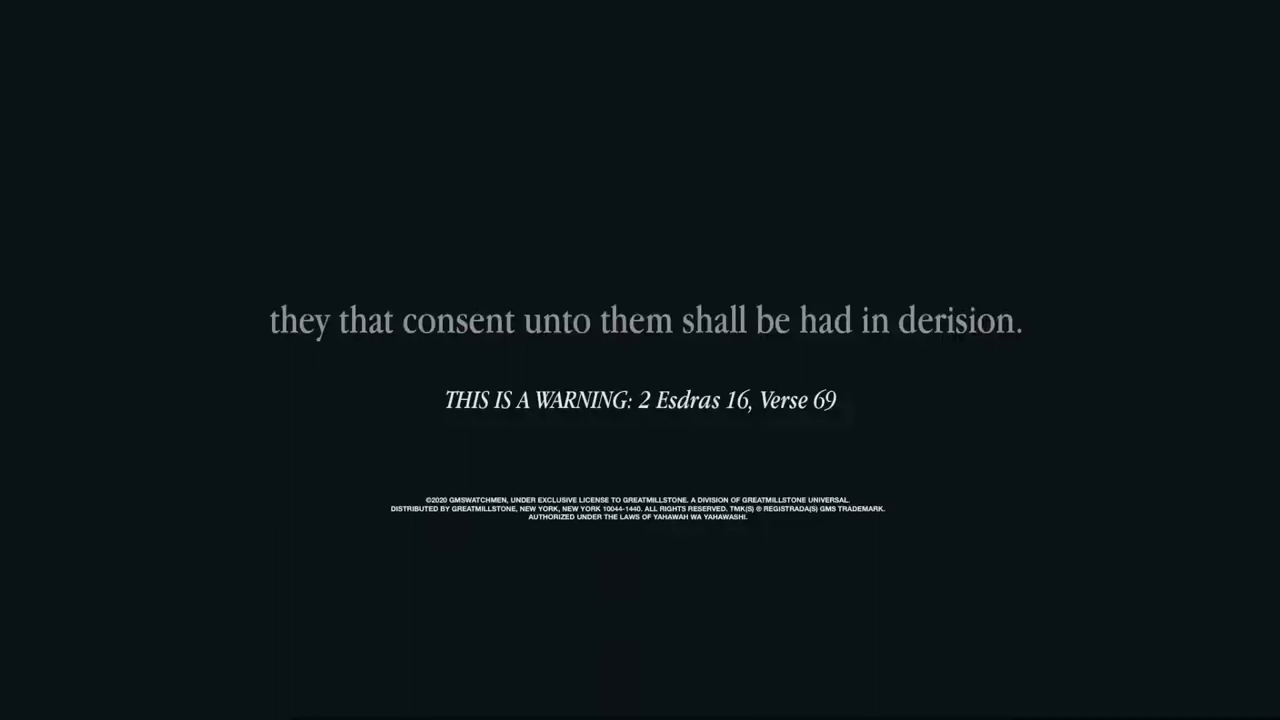 they that consent unto them shall be had in derision.
THIS IS A WARNING: 2 Esdras 16, Verse 69
©2020 GMSWATCHMEN, UNDER EXCLUSIVE LICENSE TO GREATMILLSTONE. A DIVISION OF GREATMILLSTONE UNIVERSAL.
DISTRIBUTED BY GREATMILLSTONE, NEW YORK, NEW YORK 10044-1440. ALL RIGHTS RESERVED. TMK(S) ® REGISTRADA(S) GMS TRADEMARK.
AUTHORIZED UNDER THE LAWS OF YAHAWAH WA YAHAWASHI.